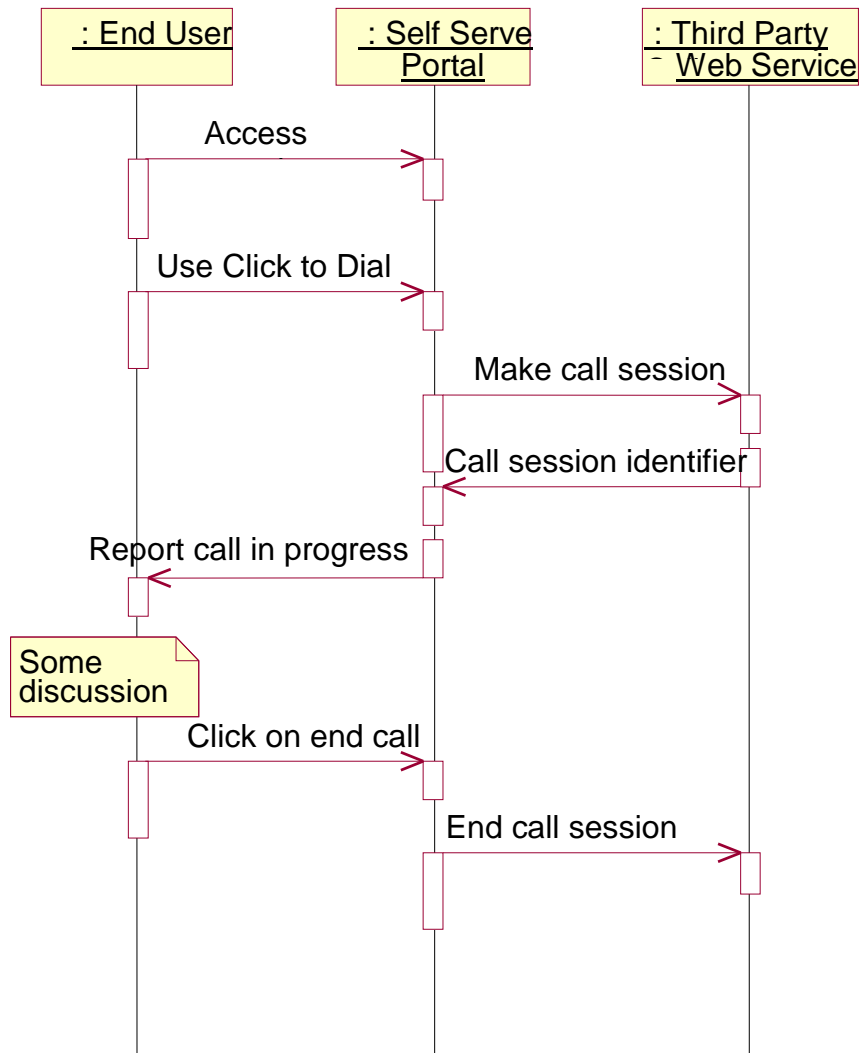 : End User
: Self Serve
Portal
: Third Party
Web Service
Access
Use Click to Dial
Make call session
Call session identifier
Report call in progress
Some
discussion
Click on end call
End call session